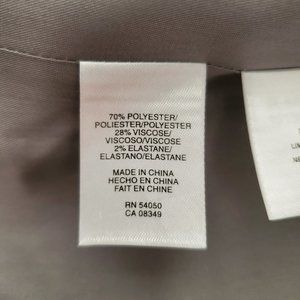 70% POLYESTER/
POLIESTER/POLYESTER
28% VISCOSE/
VISCOSO/VISCOSE
2% ELASTANE/
ELASTANO/ELASTANE
MADE IN CHINA
HECHO EN CHINA
FAIT EN CHINE
RN 54050
CA 08349